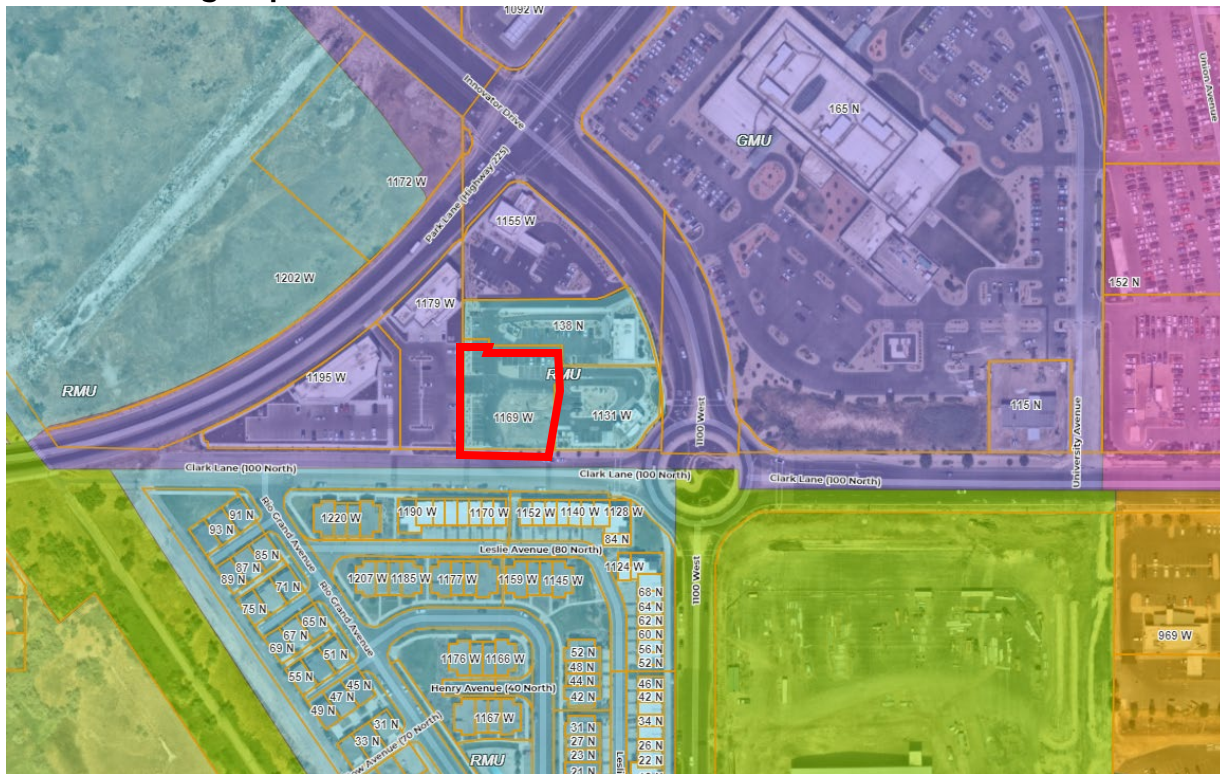 1092 W
Innovator Drive
Union Avenue
165 N
GMU
Park Lane (Highway 225)
1172 W
1155 W
1202 W
1179 W
152 N
138 N
RMU
RMU
1195 W
1169 W
1131 W
115 N
1100 West
University Avenue
Clark Lane (100 North)
Clark Lane (100 North)
Clark Lane (100 North)
91 N
93 N
Rio Grand Avenue
1220 W
1190 W
1170 W
1152 W
1140 W
1128 W
84 N
85 N
87 N
89 N
Leslie Avenue (80 North)
1124 W
1100 West
71 N
1207 W
1185 W
1177 W
1159 W
1145 W
68 N
75 N
Rio Grand Avenue
64 N
65 N
62 N
67 N
60 N
69 N
51 N
1176 W
1166 W
52 N
56 N
969 W
48 N
52 N
55 N
45 N
Henry Avenue (40 North)
44 N
46 N
47 N
42 N
42 N
49 N
31 N
1167 W
31 N
34 N
33 N
Avenue (20 North)
27 N
26 N
RMU
23 N
22 N
21 N